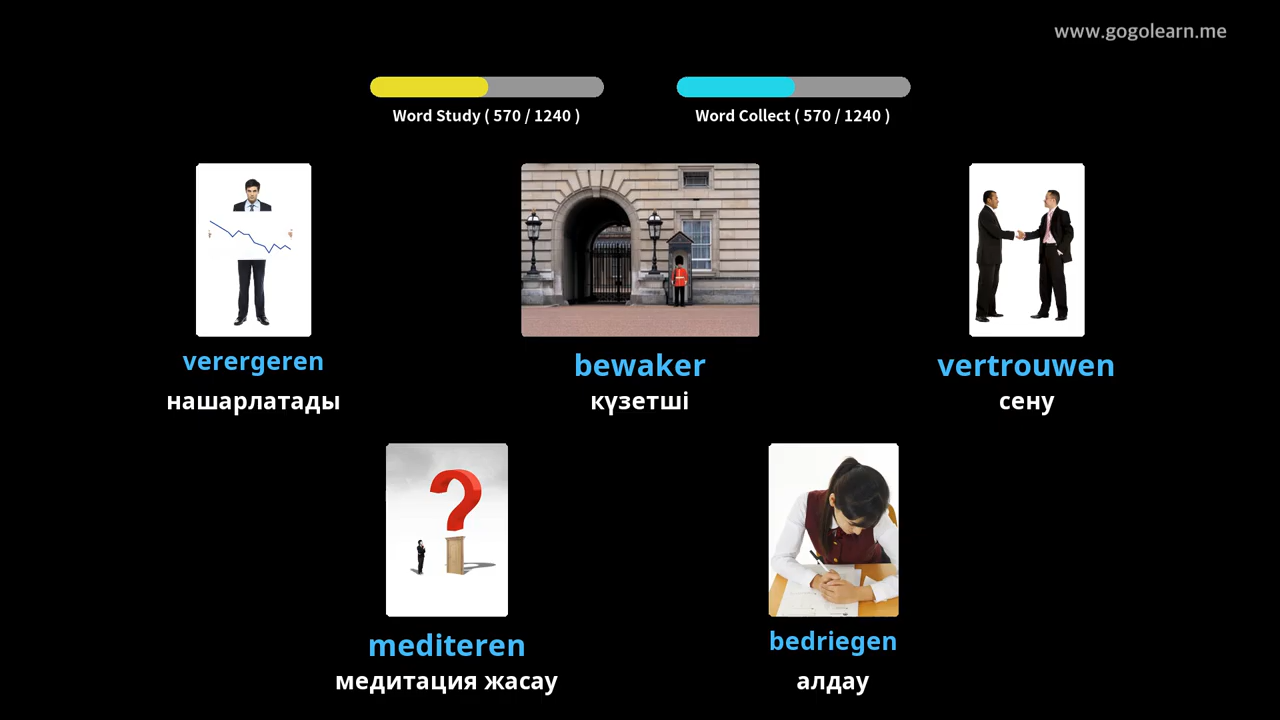 www.gogolearn.me
Word Study ( 570 / 1240 )
Word Collect ( 570 / 1240 )
verergeren
нашарлатады
bewaker
күзетші
vertrouwen
сену
mediteren
медитация жасау
bedriegen
алдау